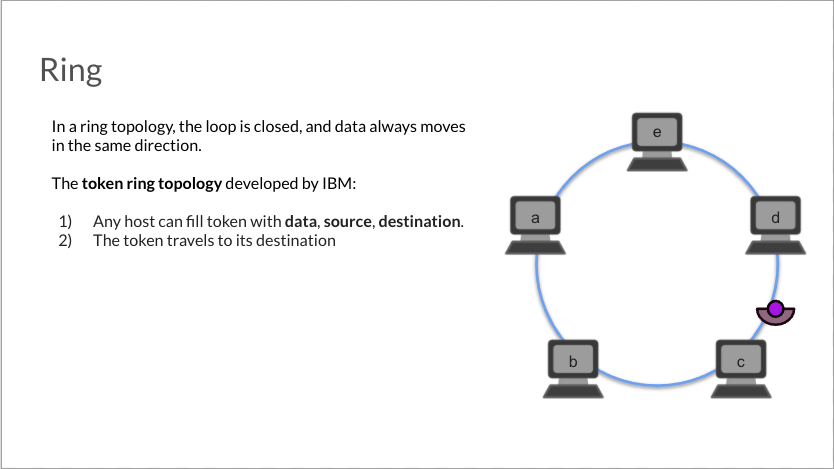 Ring
In a ring topology, the loop is closed, and data always moves
in the same direction.
The token ring topology developed by IBM:
1) Any host can fill token with data, source, destination.
2) The token travels to its destination
e
a
d
b
c